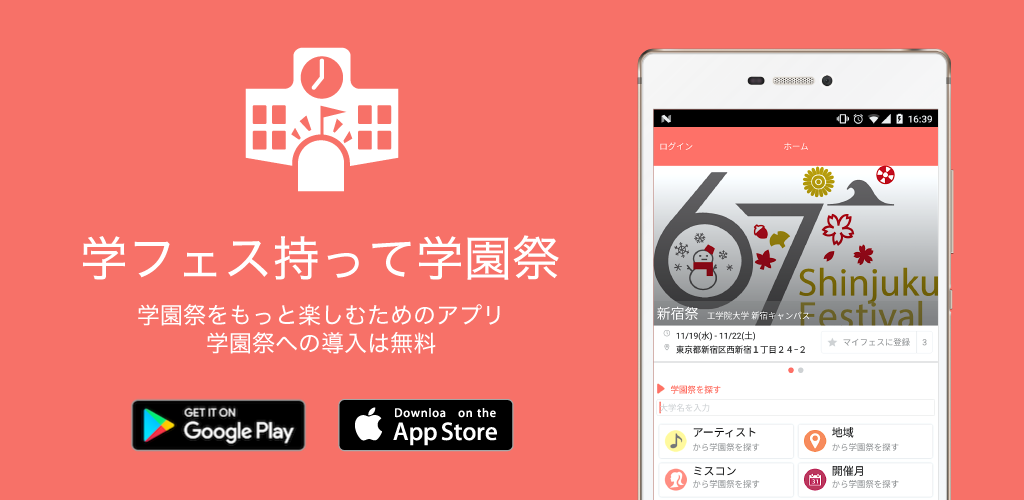 学フェス持って学園祭
学園祭をもっと楽しむためのアプリ
学園祭への導入は無料
GET IT ON
Google Play
Downloa on the
App Store
16:39
ログイン
ホーム
67
Shinjuku
Festival
新宿祭 工学院大学 新宿キャンパス
11/19(水) - 11/22(土)
東京都新宿区西新宿１丁目２４−２
マイフェスに登録 3
学園祭を探す
大学名を入力
アーティスト
から学園祭を探す
地域
から学園祭を探す
ミスコン
から学園祭を探す
31
開催月
から学園祭を探す